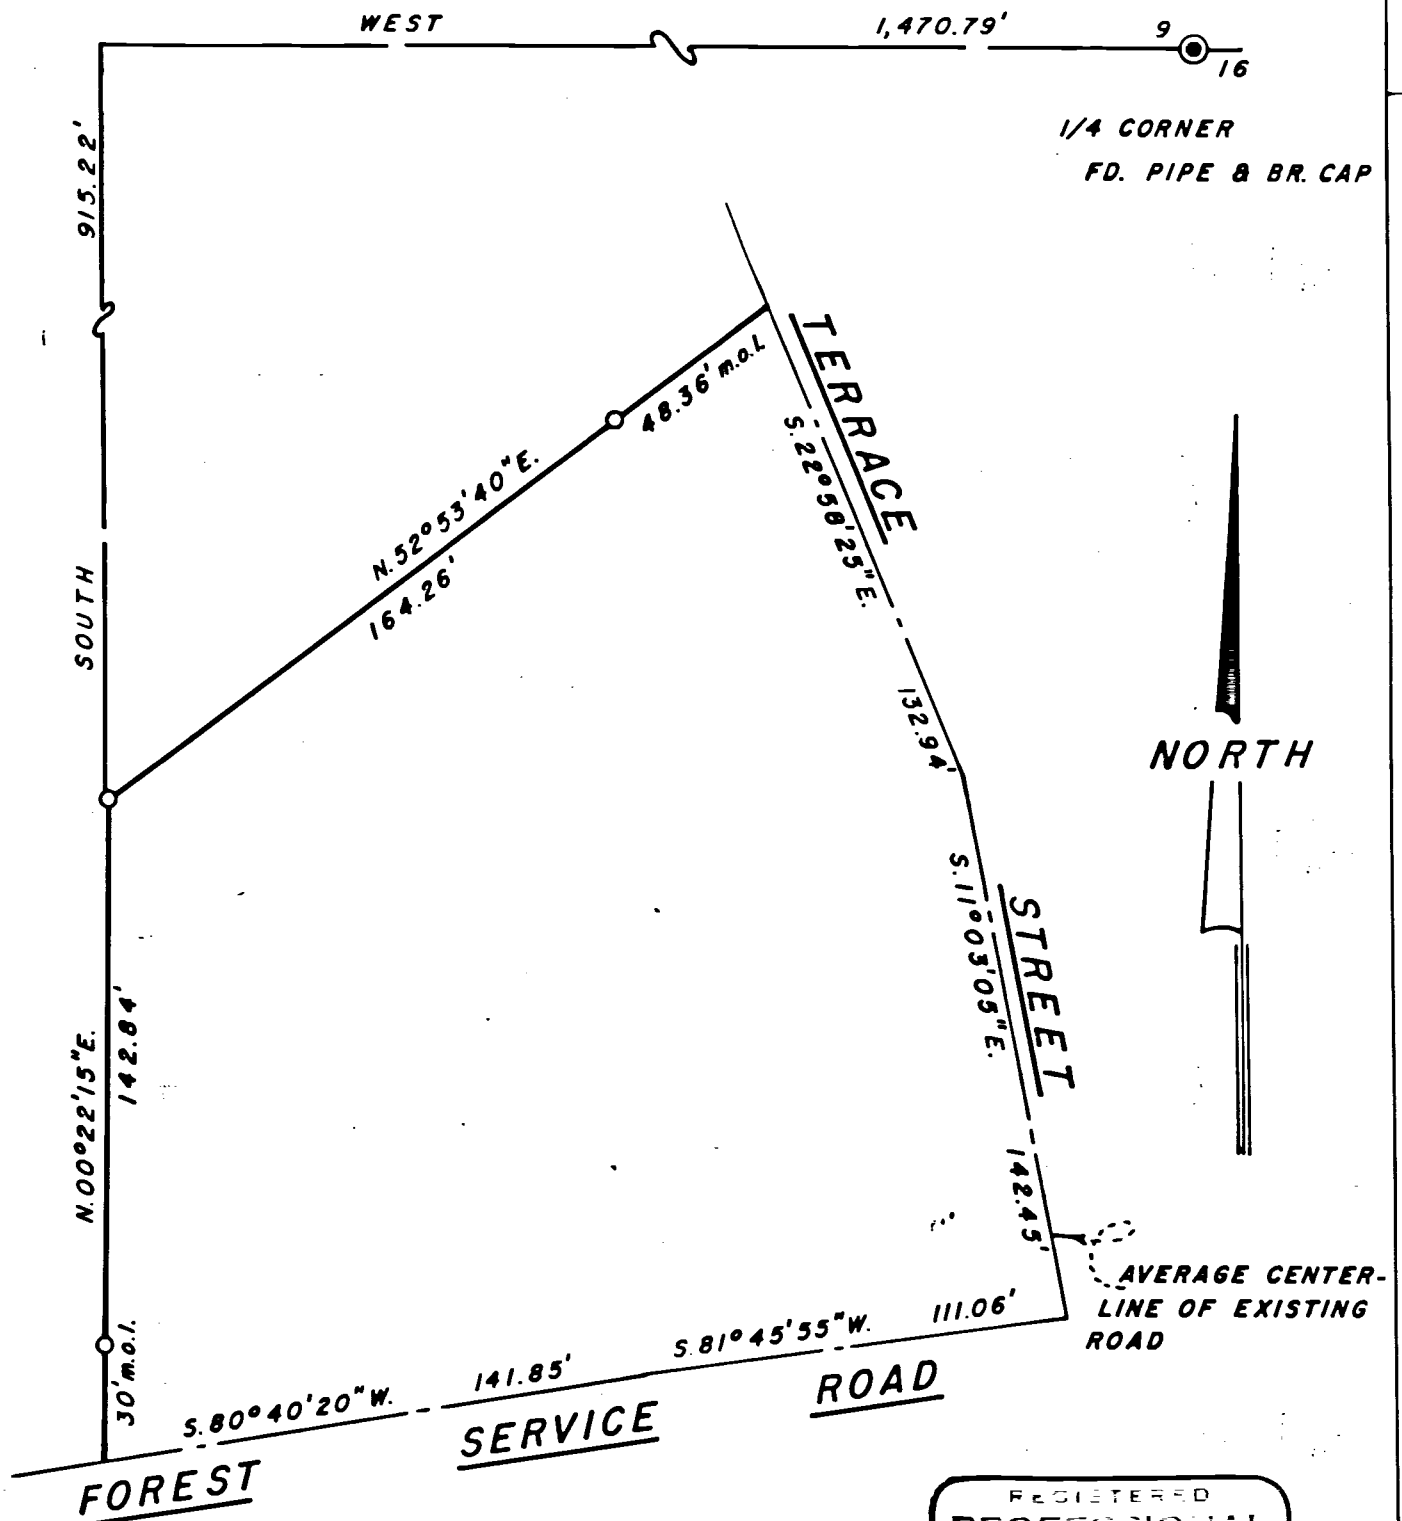 WEST
1,470.79'
9
16
1/4 CORNER
FD. PIPE & BR. CAP
915.22'
SOUTH
TERRACE
48.36' m.o.l.
S.22°58'25"E.
N.52°53'40"E.
164.26'
132.94'
NORTH
S.11°03'05"E.
STREET
N.00°22'15"E.
142.84'
142.45'
AVERAGE CENTER-
LINE OF EXISTING
ROAD
30' m.o.l.
S.80°40'20"W.
141.85'
S.81°45'55"W.
111.06'
FOREST
SERVICE
ROAD
REGISTERED
PROFESSIONAL